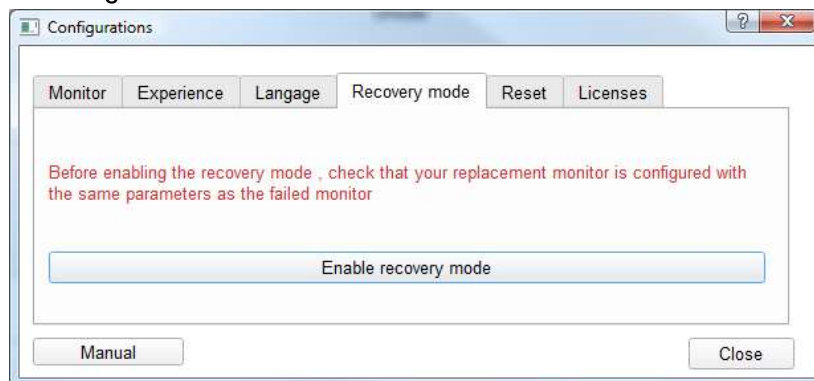 Configurations
?
X
Monitor Experience Langage Recovery mode Reset Licenses
Before enabling the recovery mode , check that your replacement monitor is configured with
the same parameters as the failed monitor
Enable recovery mode
Manual Close